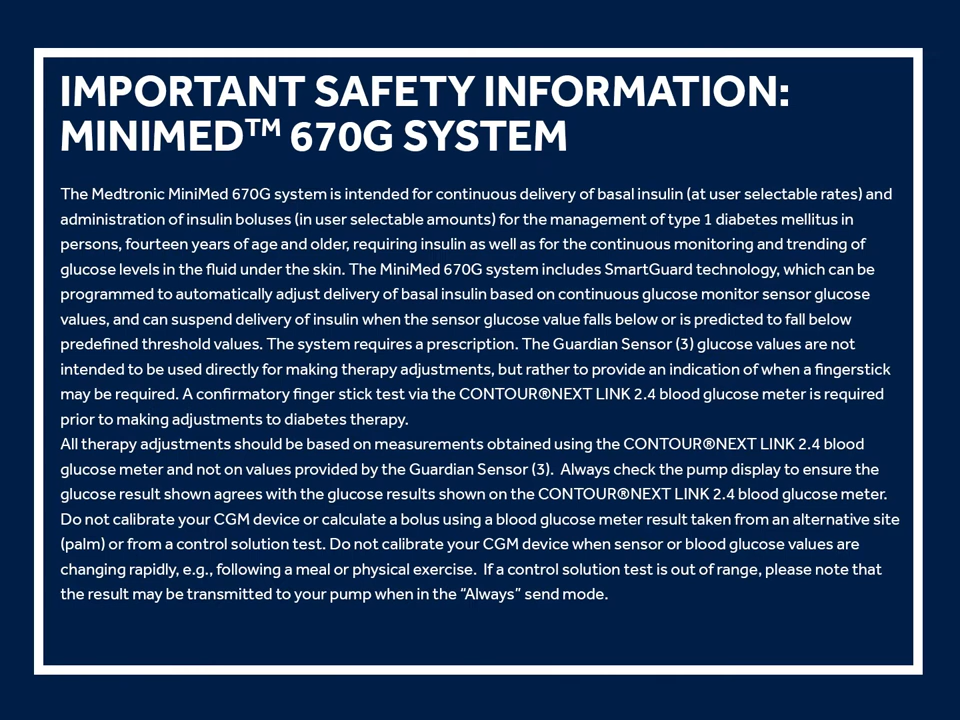 IMPORTANT SAFETY INFORMATION:
MINIMED™ 670G SYSTEM
The Medtronic MiniMed 670G system is intended for continuous delivery of basal insulin (at user selectable rates) and
administration of insulin boluses (in user selectable amounts) for the management of type 1 diabetes mellitus in
persons, fourteen years of age and older, requiring insulin as well as for the continuous monitoring and trending of
glucose levels in the fluid under the skin. The MiniMed 670G system includes SmartGuard technology, which can be
programmed to automatically adjust delivery of basal insulin based on continuous glucose monitor sensor glucose
values, and can suspend delivery of insulin when the sensor glucose value falls below or is predicted to fall below
predefined threshold values. The system requires a prescription. The Guardian Sensor (3) glucose values are not
intended to be used directly for making therapy adjustments, but rather to provide an indication of when a fingerstick
may be required. A confirmatory finger stick test via the CONTOUR®NEXT LINK 2.4 blood glucose meter is required
prior to making adjustments to diabetes therapy.
All therapy adjustments should be based on measurements obtained using the CONTOUR®NEXT LINK 2.4 blood
glucose meter and not on values provided by the Guardian Sensor (3). Always check the pump display to ensure the
glucose result shown agrees with the glucose results shown on the CONTOUR®NEXT LINK 2.4 blood glucose meter.
Do not calibrate your CGM device or calculate a bolus using a blood glucose meter result taken from an alternative site
(palm) or from a control solution test. Do not calibrate your CGM device when sensor or blood glucose values are
changing rapidly, e.g., following a meal or physical exercise. If a control solution test is out of range, please note that
the result may be transmitted to your pump when in the “Always” send mode.